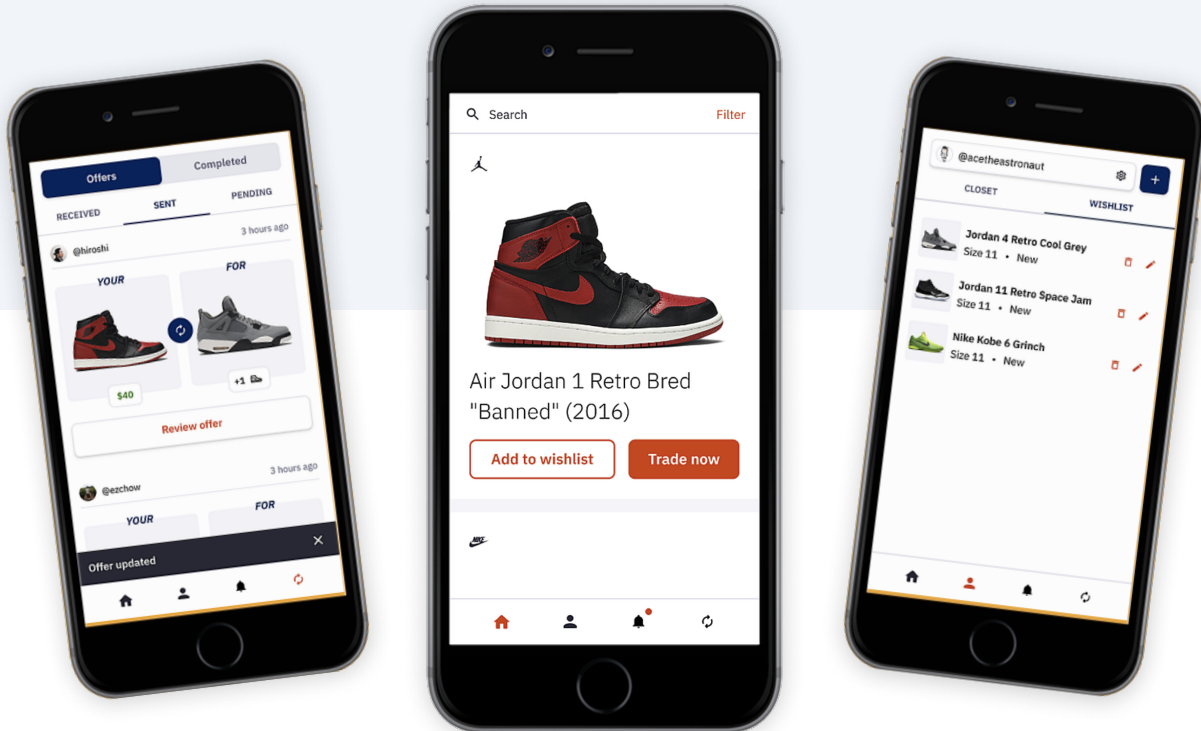 Offers
Completed
RECEIVED
SENT
PENDING
@hiroshi
3 hours ago
YOUR
FOR
$40
+1
Review offer
@ezchow
3 hours ago
YOUR
FOR
Offer updated
Search
Filter
Air Jordan 1 Retro Bred
"Banned" (2016)
Add to wishlist
Trade now
NIKE
@acetheastronaut
+
CLOSET
WISHLIST
Jordan 4 Retro Cool Grey
Size 11 • New
Jordan 11 Retro Space Jam
Size 11 • New
Nike Kobe 6 Grinch
Size 11 • New